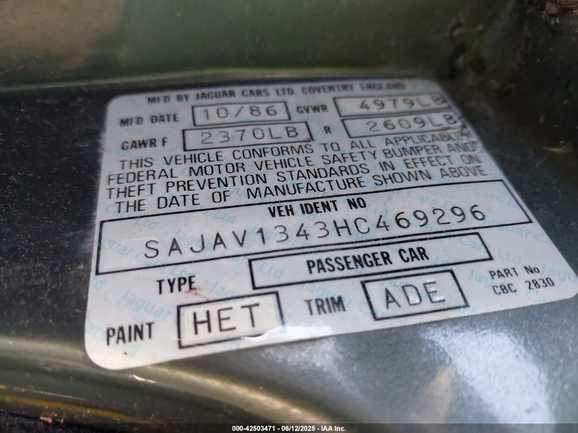 MFD BY JAGUAR CARS LTD. COVENTRY ENGLAND
MFD DATE 10/86 GVWR 4979LB
GAWR F 2370LB R 2609LB
THIS VEHICLE CONFORMS TO ALL APPLICABLE
FEDERAL MOTOR VEHICLE SAFETY BUMPER AND
THEFT PREVENTION STANDARDS IN EFFECT ON
THE DATE OF MANUFACTURE SHOWN ABOVE
VEH IDENT NO
SAJAV1343HC469296
TYPE PASSENGER CAR
PAINT HET TRIM ADE PART No
CBC 2830
000-42503471 - 06/12/2025 - IAA Inc.